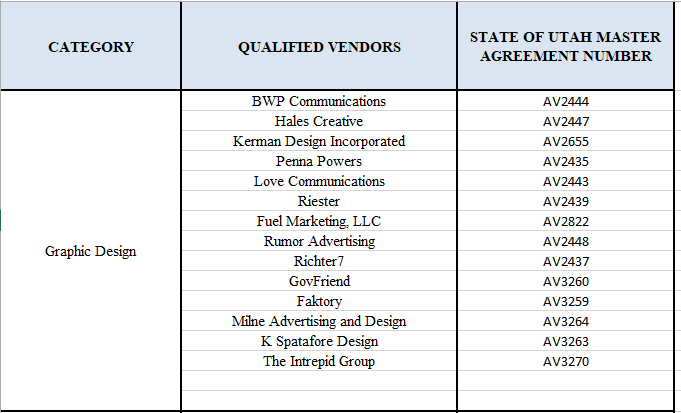 CATEGORY QUALIFIED VENDORS STATE OF UTAH MASTER
AGREEMENT NUMBER
BWP Communications AV2444
Hales Creative AV2447
Kerman Design Incorporated AV2655
Penna Powers AV2435
Love Communications AV2443
Riester AV2439
Fuel Marketing, LLC AV2822
Rumor Advertising AV2448
Graphic Design
Richter7 AV2437
GovFriend AV3260
Faktory AV3259
Milne Advertising and Design AV3264
K Spatafore Design AV3263
The Intrepid Group AV3270